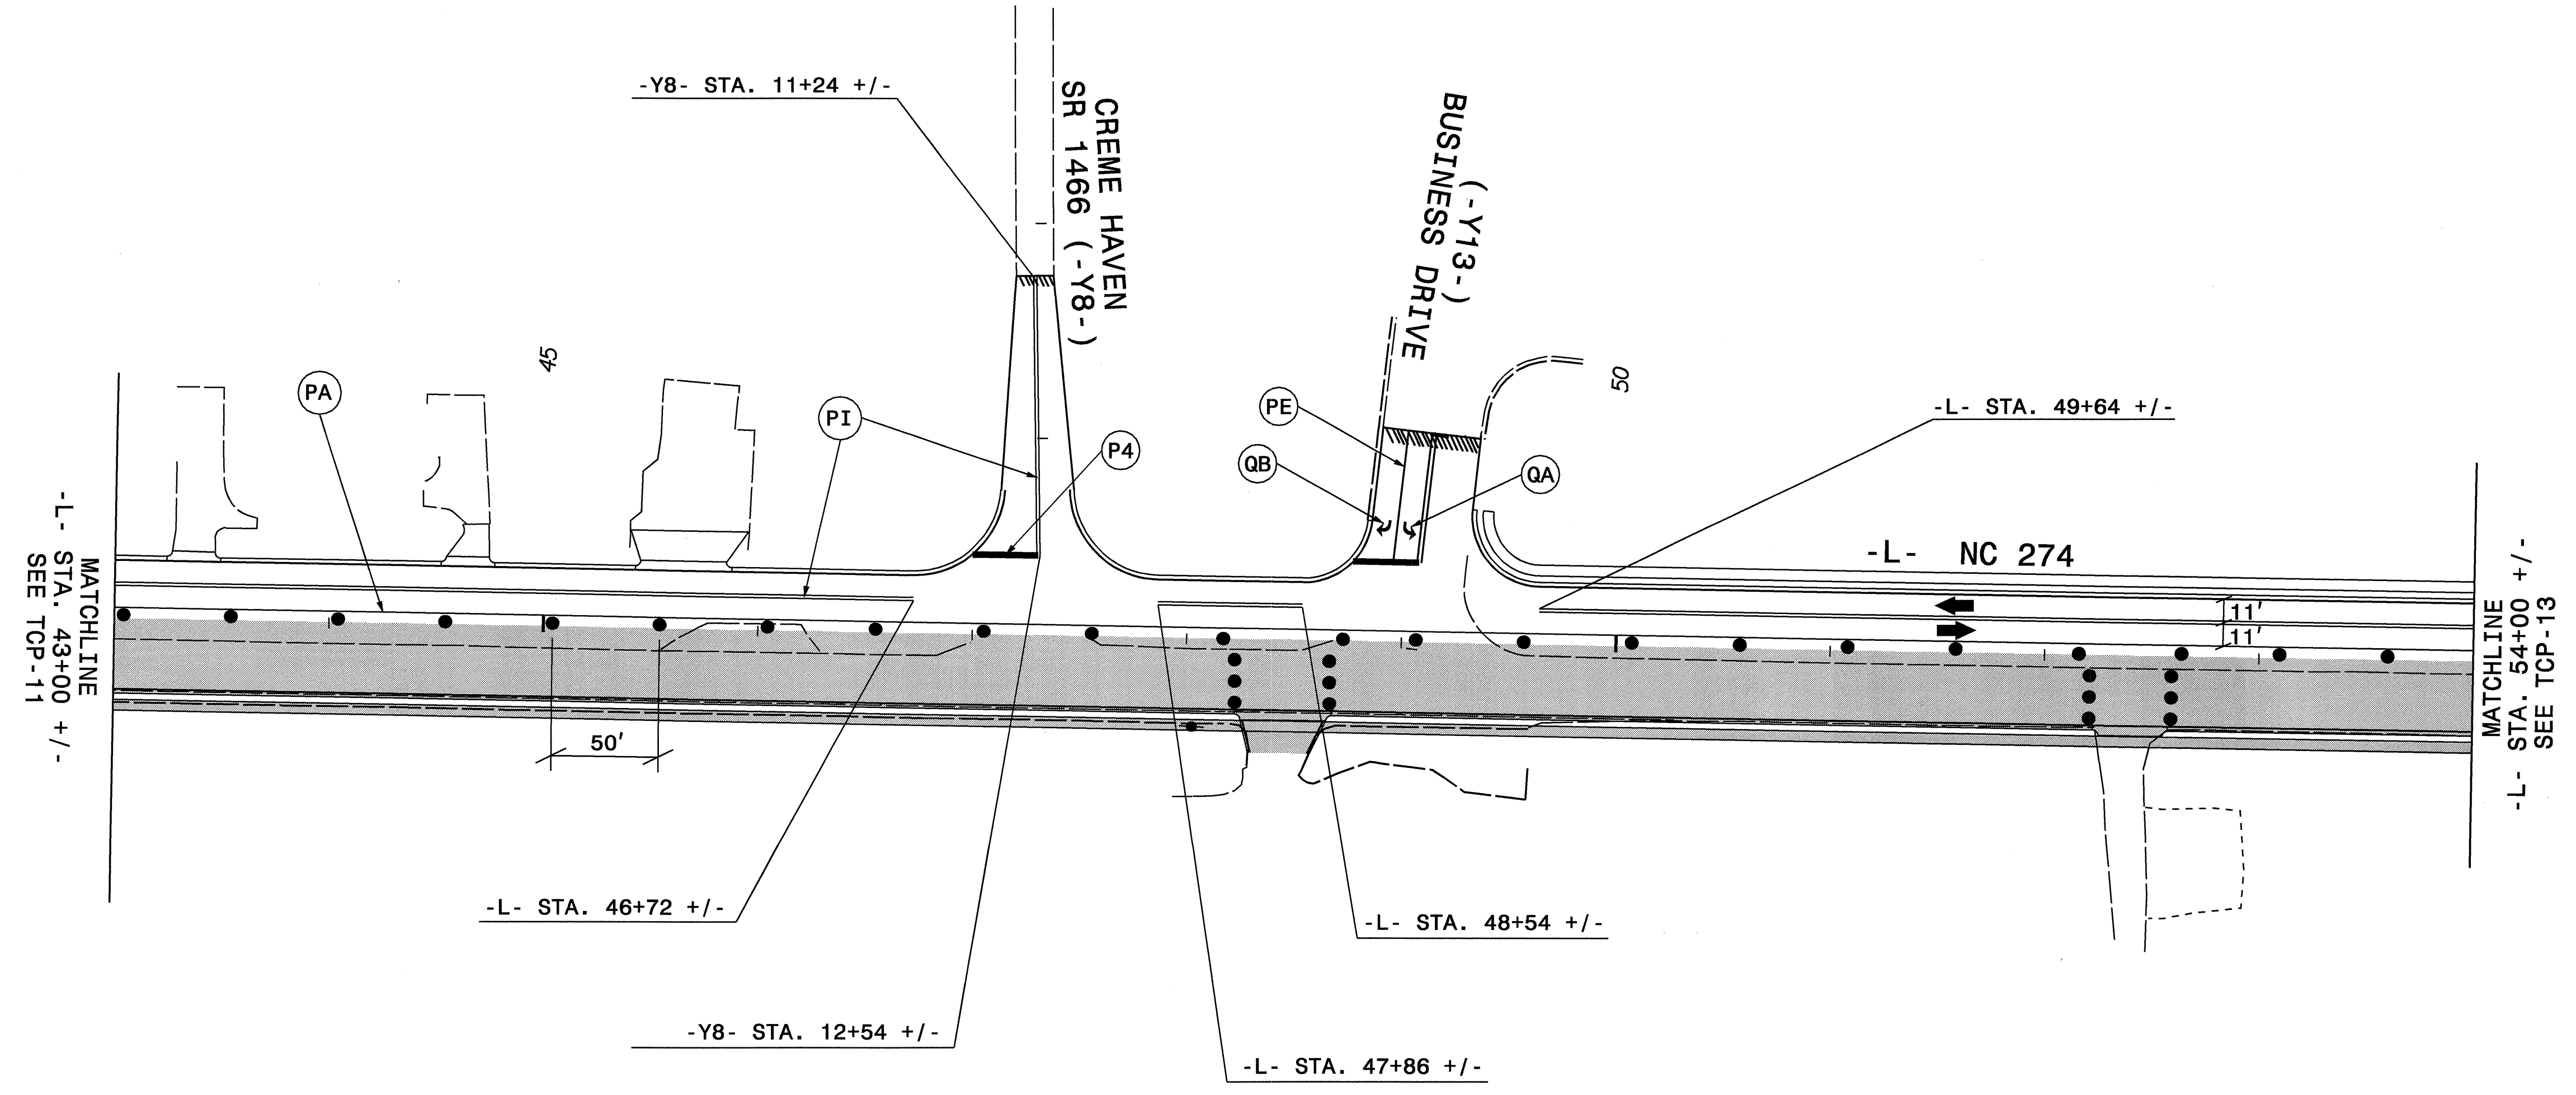 -Y8- STA. 11+24 +/-
CREME HAVEN
SR 1466 (-Y8-)
(-Y13-)
BUSINESS DRIVE
45
50
PA
PI
P4
PE
QB
QA
-L- STA. 49+64 +/-
-L- NC 274
11'
11'
MATCHLINE
-L- STA. 43+00 +/-
SEE TCP-11
MATCHLINE
-L- STA. 54+00 +/-
SEE TCP-13
50'
-L- STA. 46+72 +/-
-L- STA. 48+54 +/-
-Y8- STA. 12+54 +/-
-L- STA. 47+86 +/-